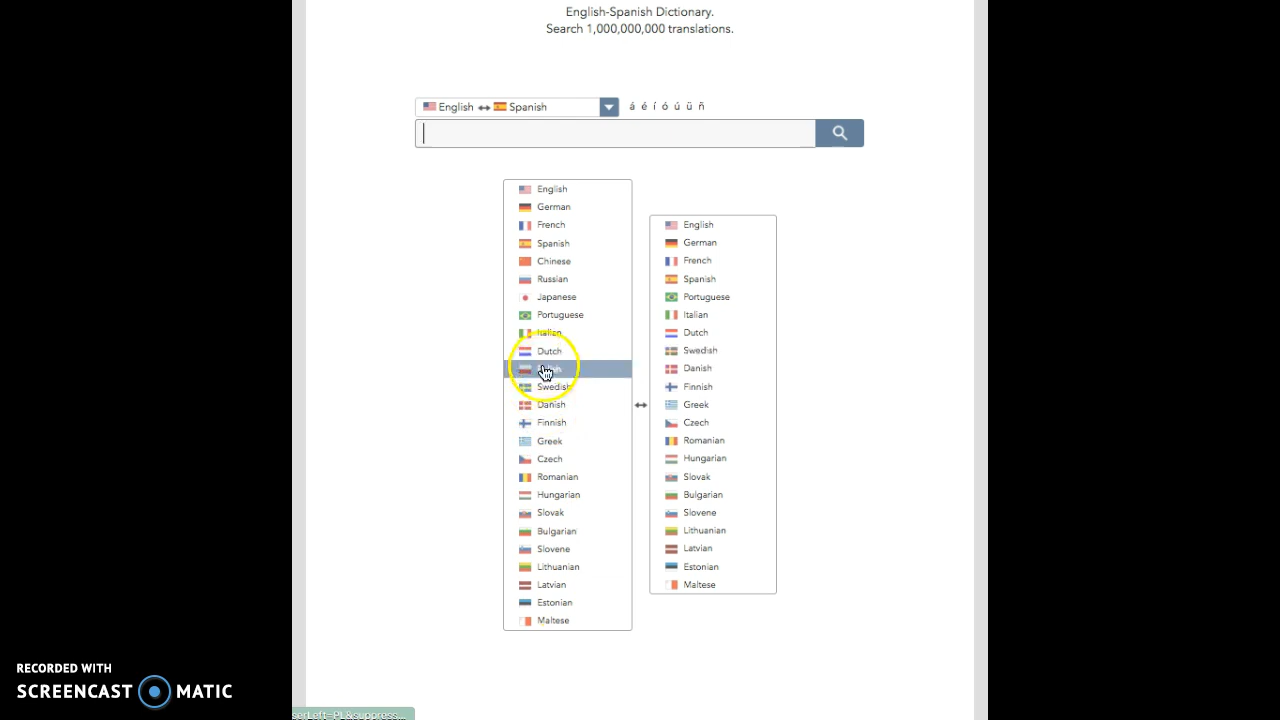 English-Spanish Dictionary.
Search 1,000,000,000 translations.
English ↔ Spanish
á é í ó ú ü ñ
English
German
French
Spanish
Chinese
Russian
Japanese
Portuguese
Italian
Dutch
Swedish
Danish
Finnish
Greek
Czech
Romanian
Hungarian
Slovak
Bulgarian
Slovene
Lithuanian
Latvian
Estonian
Maltese
↔
English
German
French
Spanish
Portuguese
Italian
Dutch
Swedish
Danish
Finnish
Greek
Czech
Romanian
Hungarian
Slovak
Bulgarian
Slovene
Lithuanian
Latvian
Estonian
Maltese
RECORDED WITH
SCREENCAST MATIC